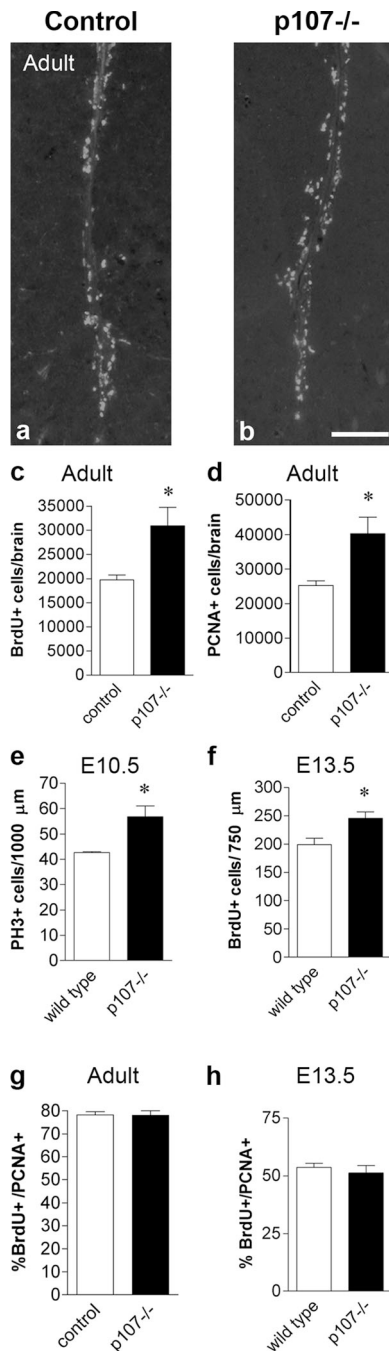 Control
p107-/-
Adult
a
b
c Adult
BrdU+ cells/brain
35000
30000
25000
20000
15000
10000
5000
0
*
control
p107-/-
d Adult
PCNA+ cells/brain
50000
40000
30000
20000
10000
0
*
control
p107-/-
e E10.5
PH3+ cells/1000 μm
70
60
50
40
30
20
10
0
*
wild type
p107-/-
f E13.5
BrdU+ cells/ 750 μm
300
250
200
150
100
50
0
*
wild type
p107-/-
g Adult
%BrdU+ /PCNA+
80
70
60
50
40
30
20
10
0
control
p107-/-
h E13.5
% BrdU+/PCNA+
75
50
25
0
wild type
p107-/-